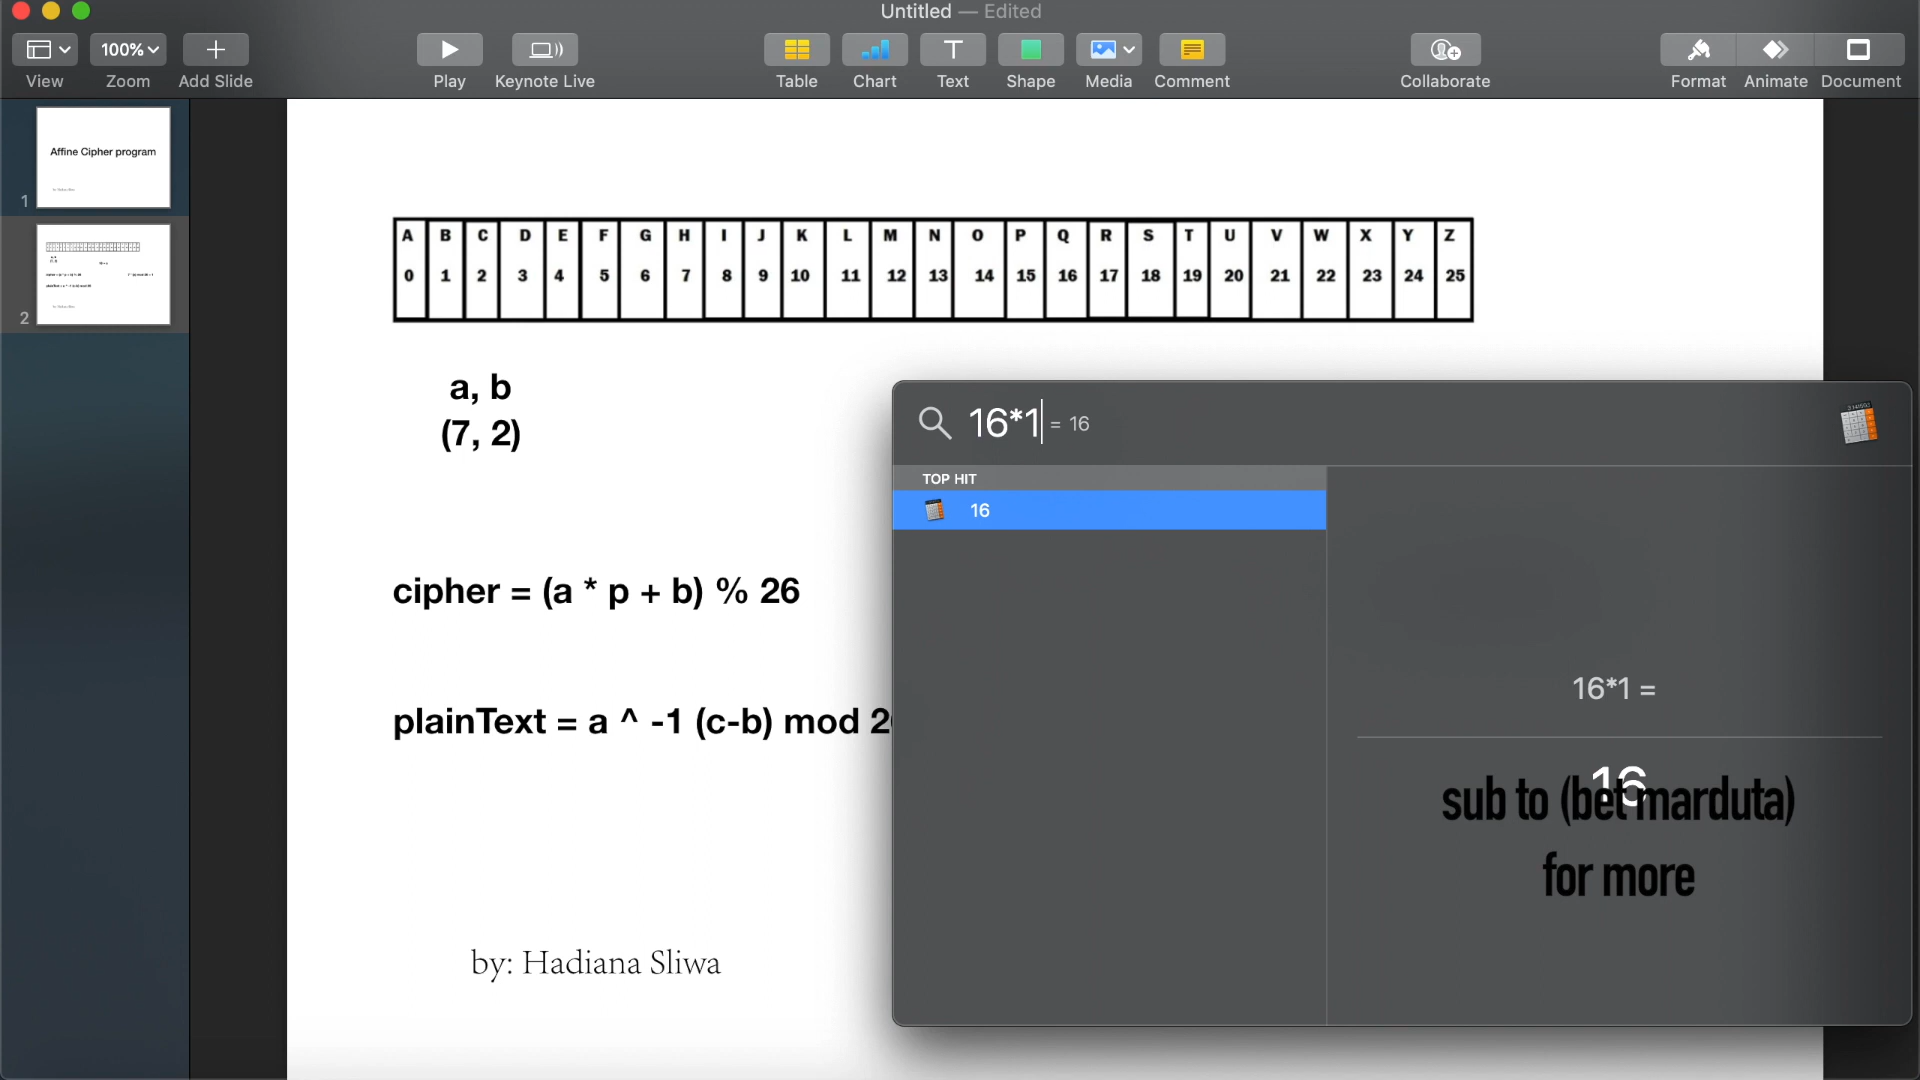 Untitled — Edited
100%
View Zoom Add Slide Play Keynote Live Table Chart Text Shape Media Comment Collaborate Format Animate Document
Affine Cipher program
1
2
A B C D E F G H I J K L M N O P Q R S T U V W X Y Z
0 1 2 3 4 5 6 7 8 9 10 11 12 13 14 15 16 17 18 19 20 21 22 23 24 25
a, b
(7, 2)
16*1 = 16
TOP HIT
16
cipher = (a * p + b) % 26
16*1 =
plainText = a ^ -1 (c-b) mod 2
16
sub to (bet marduta)
for more
by: Hadiana Sliwa